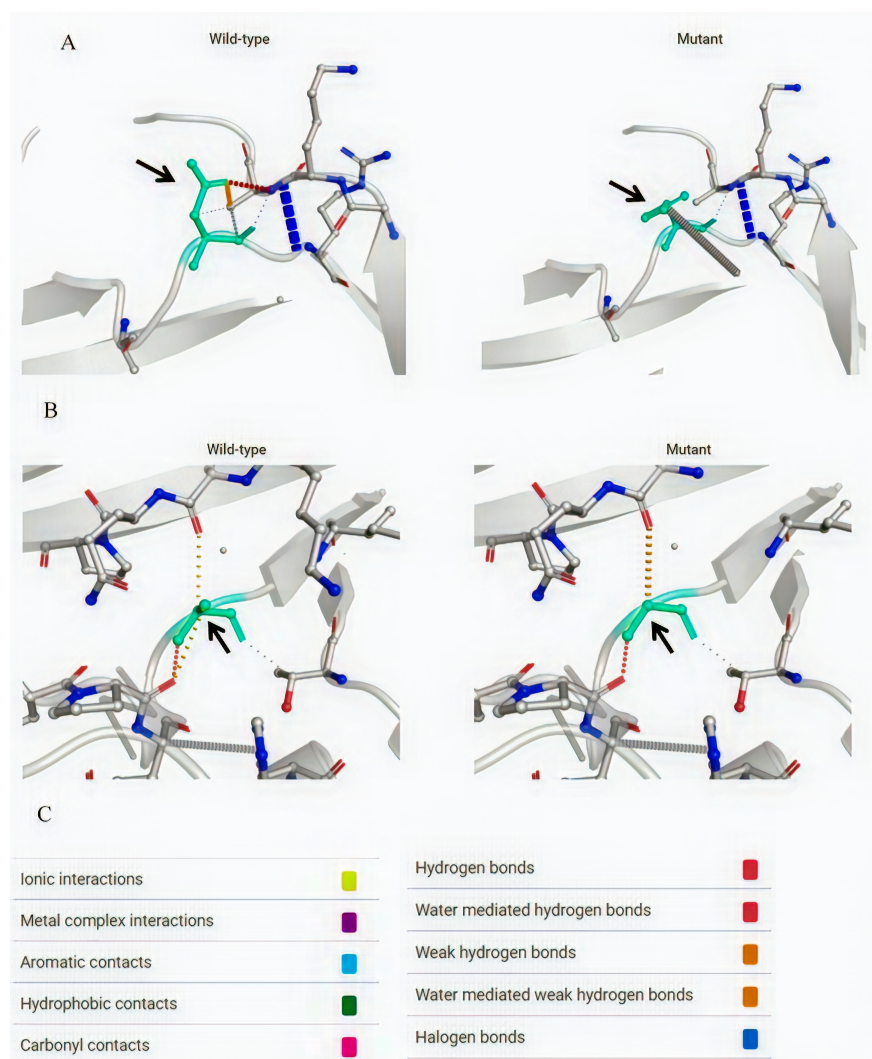 A
Wild-type
Mutant
B
Wild-type
Mutant
C
Ionic interactions
Metal complex interactions
Aromatic contacts
Hydrophobic contacts
Carbonyl contacts
Hydrogen bonds
Water mediated hydrogen bonds
Weak hydrogen bonds
Water mediated weak hydrogen bonds
Halogen bonds